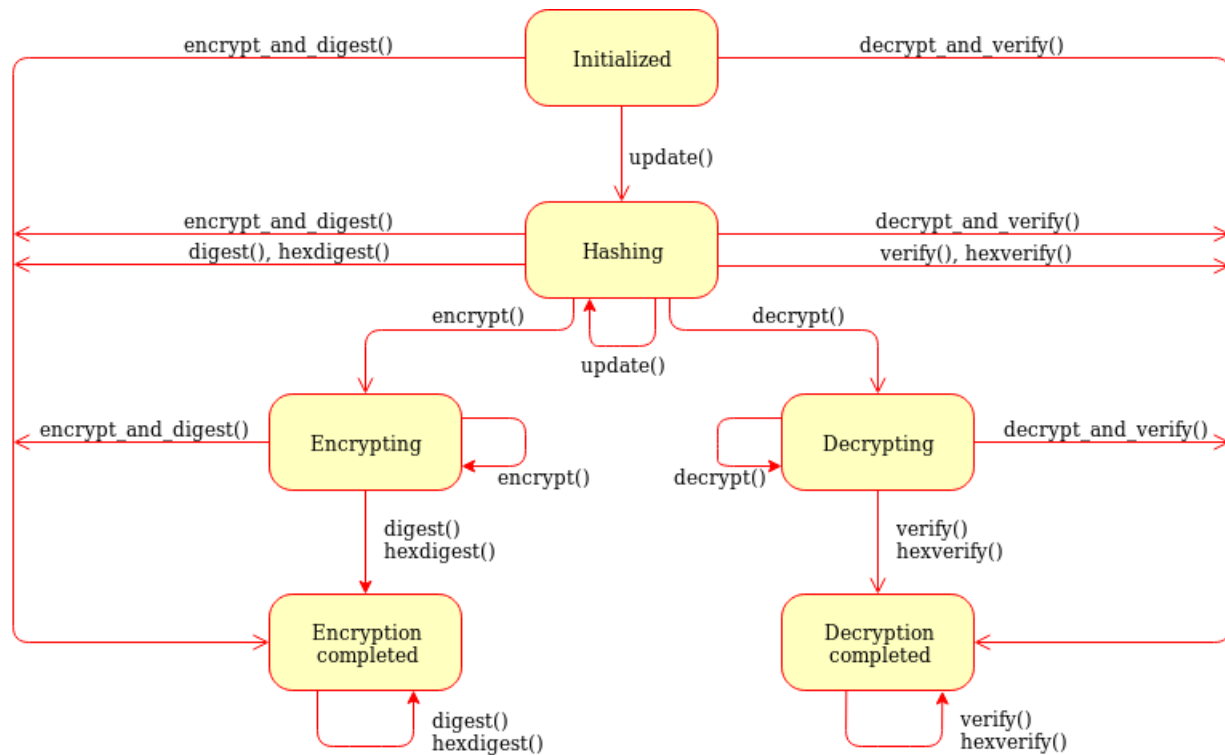 encrypt_and_digest()
Initialized
decrypt_and_verify()
update()
encrypt_and_digest()
decrypt_and_verify()
digest(), hexdigest()
Hashing
verify(), hexverify()
encrypt()
decrypt()
update()
encrypt_and_digest()
Encrypting
encrypt()
decrypt()
Decrypting
decrypt_and_verify()
digest()
hexdigest()
verify()
hexverify()
Encryption
completed
Decryption
completed
digest()
hexdigest()
verify()
hexverify()